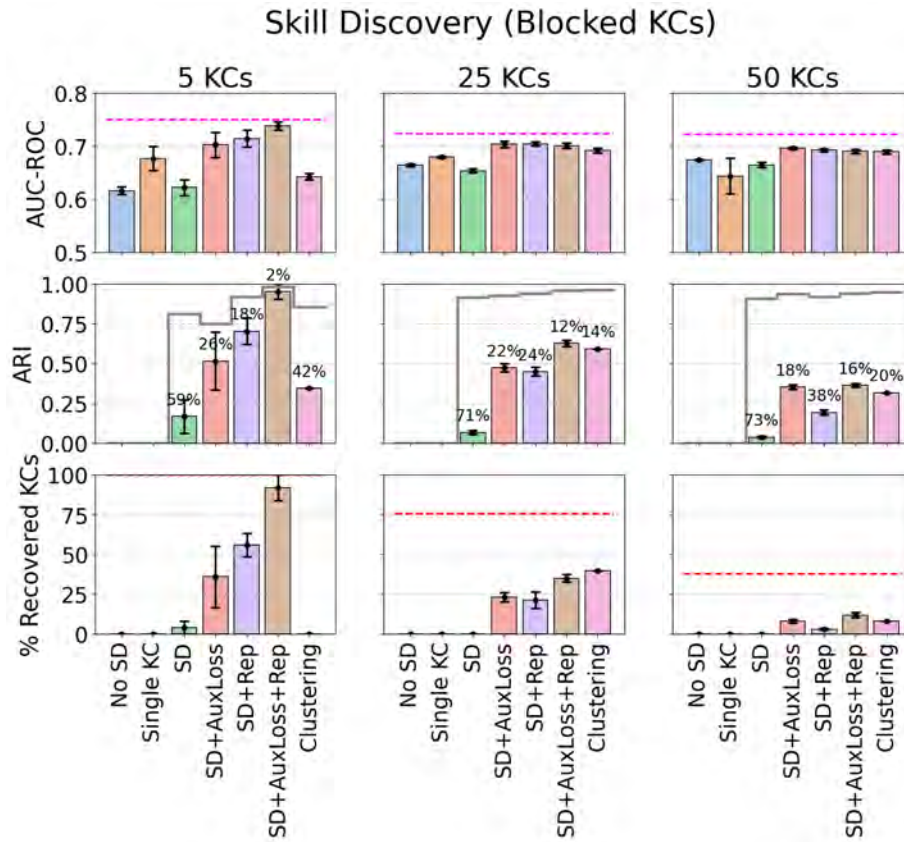 Skill Discovery (Blocked KCs)
5 KCs
25 KCs
50 KCs
AUC-ROC
0.8
0.7
0.6
0.5
ARI
1.00
0.75
0.50
0.25
0.00
59%
26%
18%
2%
42%
71%
22%
24%
12%
14%
73%
18%
38%
16%
20%
% Recovered KCs
100
75
50
25
0
No SD
Single KC
SD
SD+AuxLoss
SD+Rep
SD+AuxLoss+Rep
Clustering
No SD
Single KC
SD
SD+AuxLoss
SD+Rep
SD+AuxLoss+Rep
Clustering
No SD
Single KC
SD
SD+AuxLoss
SD+Rep
SD+AuxLoss+Rep
Clustering